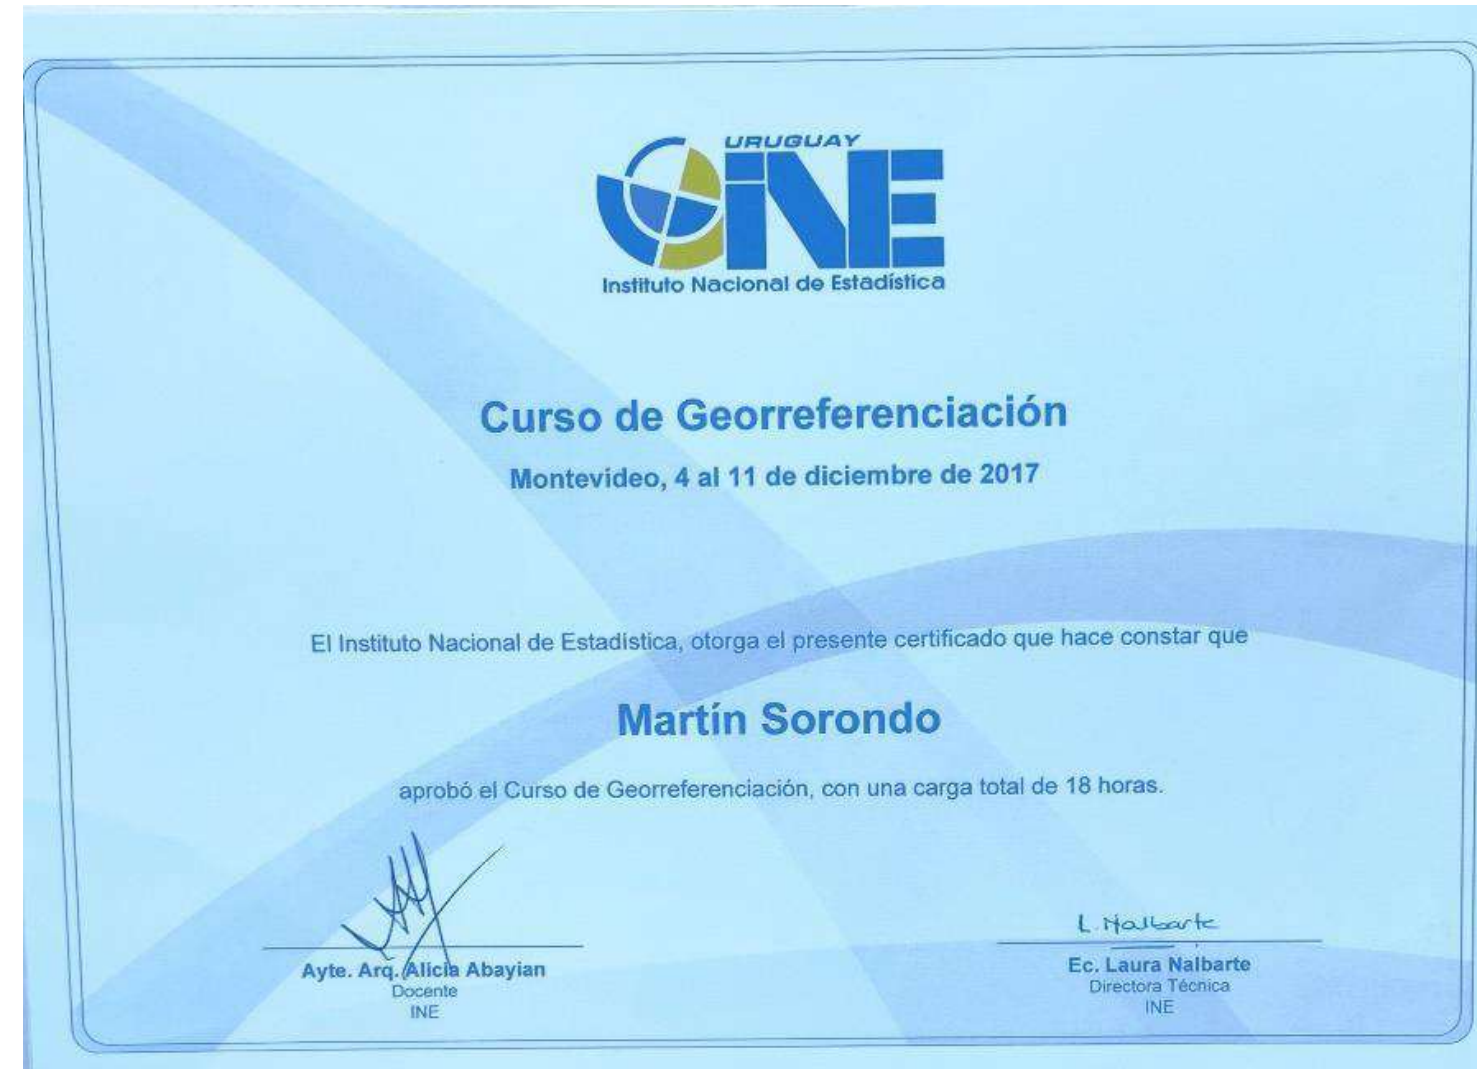 URUGUAY
INE
Instituto Nacional de Estadística
Curso de Georreferenciación
Montevideo, 4 al 11 de diciembre de 2017
El Instituto Nacional de Estadística, otorga el presente certificado que hace constar que
Martín Sorondo
aprobó el Curso de Georreferenciación, con una carga total de 18 horas.
L. Nalbarte
Ayte. Arq. Alicia Abayian
Docente
INE
Ec. Laura Nalbarte
Directora Técnica
INE